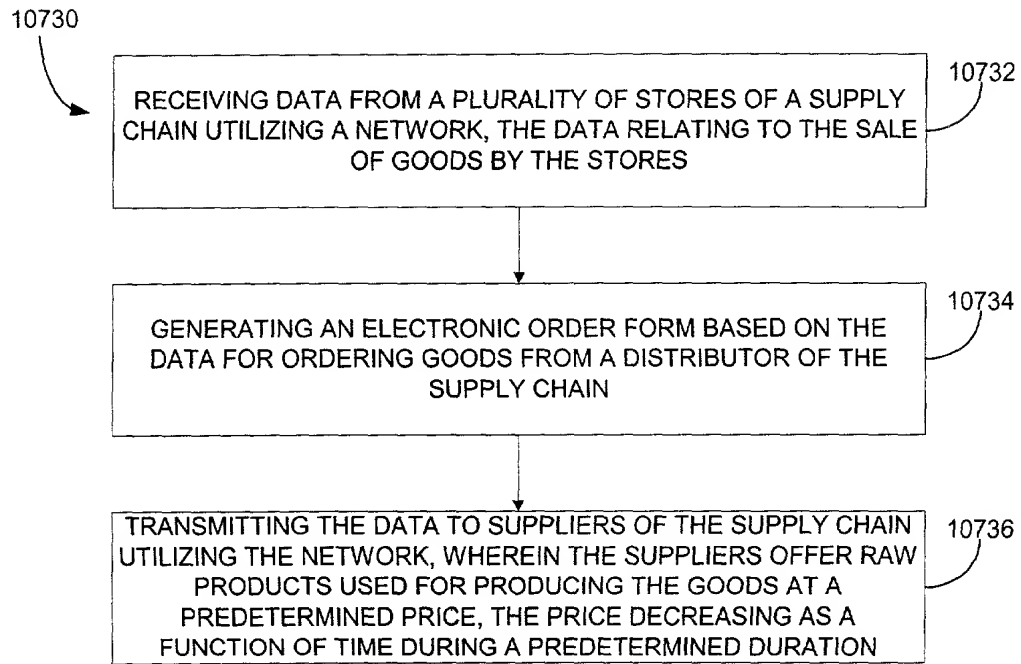 10730
10732
RECEIVING DATA FROM A PLURALITY OF STORES OF A SUPPLY
CHAIN UTILIZING A NETWORK, THE DATA RELATING TO THE SALE
OF GOODS BY THE STORES
10734
GENERATING AN ELECTRONIC ORDER FORM BASED ON THE
DATA FOR ORDERING GOODS FROM A DISTRIBUTOR OF THE
SUPPLY CHAIN
10736
TRANSMITTING THE DATA TO SUPPLIERS OF THE SUPPLY CHAIN
UTILIZING THE NETWORK, WHEREIN THE SUPPLIERS OFFER RAW
PRODUCTS USED FOR PRODUCING THE GOODS AT A
PREDETERMINED PRICE, THE PRICE DECREASING AS A
FUNCTION OF TIME DURING A PREDETERMINED DURATION